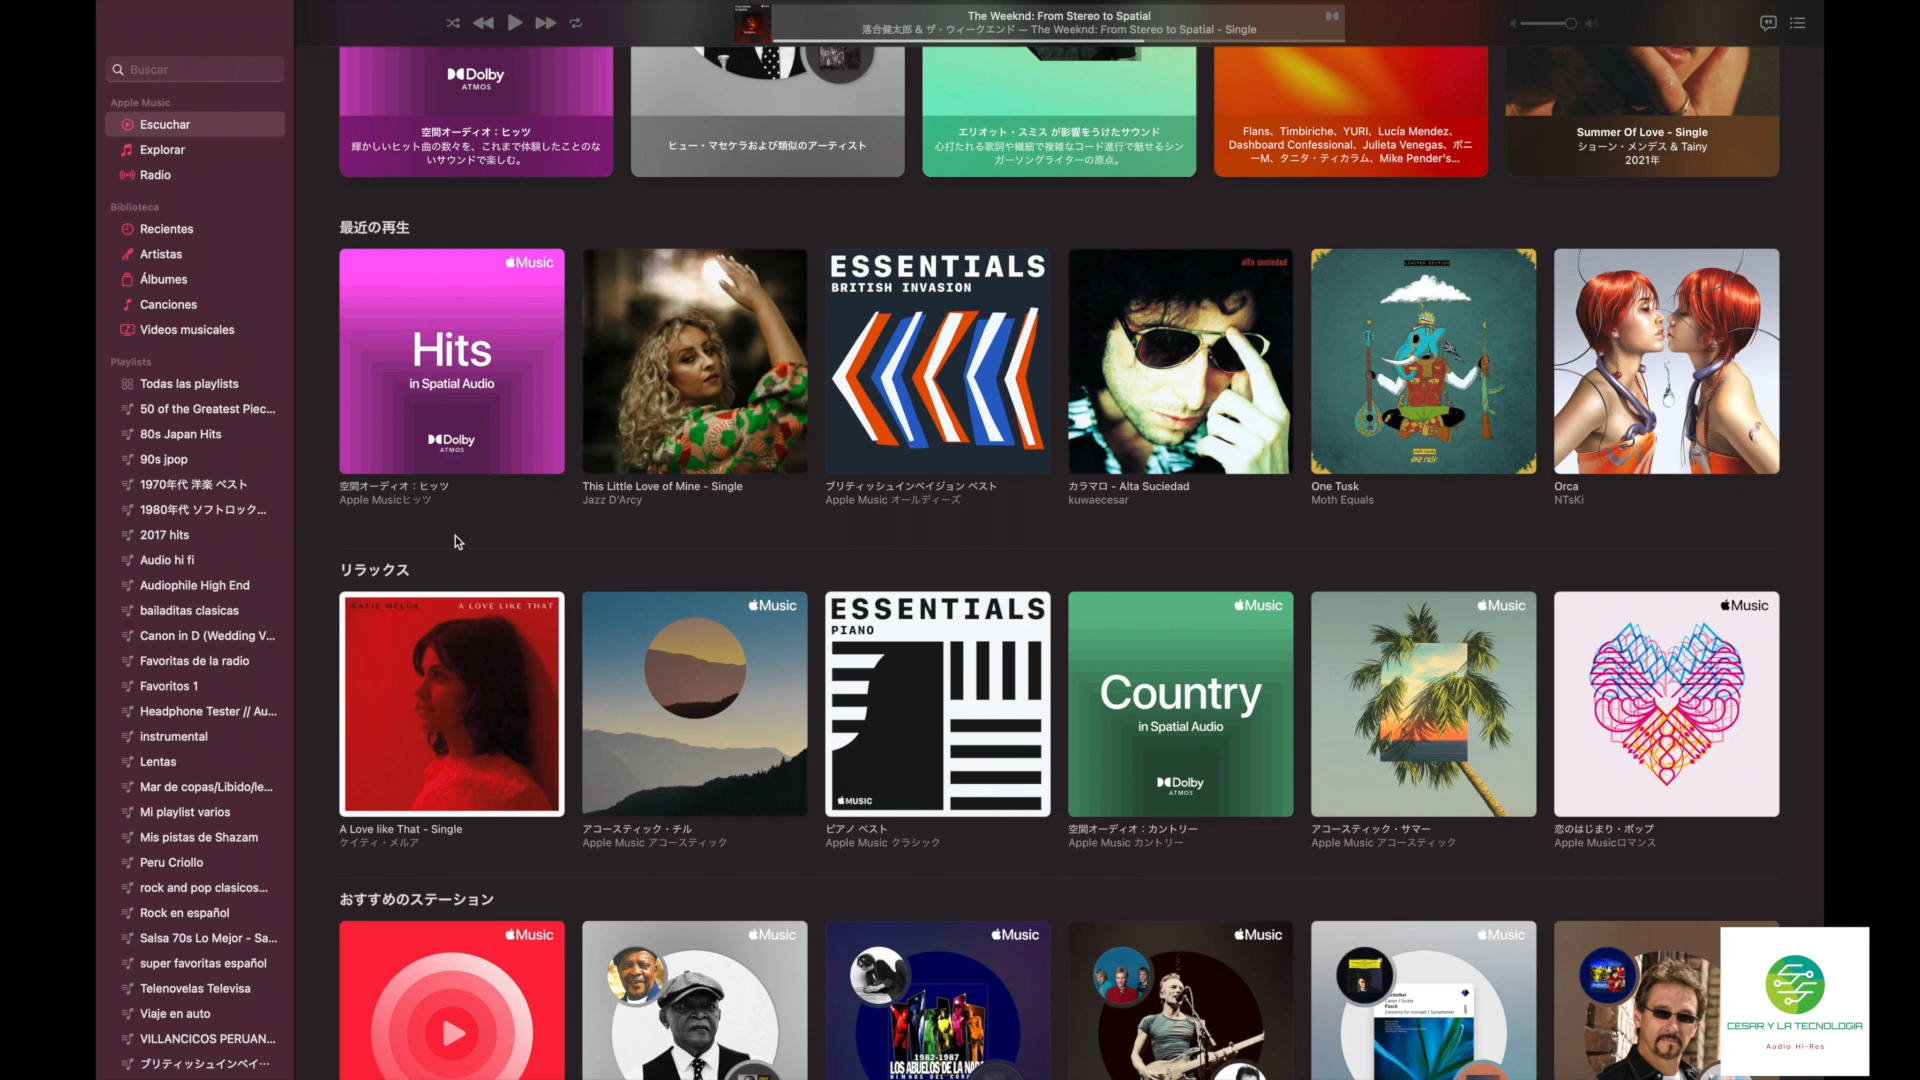 The Weeknd: From Stereo to Spatial
落合健太郎 & ザ・ウィークエンド — The Weeknd: From Stereo to Spatial - Single
Buscar
Apple Music
Escuchar
Explorar
Radio
Biblioteca
Recientes
Artistas
Álbumes
Canciones
Videos musicales
Playlists
Todas las playlists
50 of the Greatest Piec...
80s Japan Hits
90s jpop
1970年代 洋楽 ベスト
1980年代 ソフトロック...
2017 hits
Audio hi fi
Audiophile High End
bailaditas clasicas
Canon in D (Wedding V...
Favoritas de la radio
Favoritos 1
Headphone Tester // Au...
instrumental
Lentas
Mar de copas/Libido/le...
Mi playlist varios
Mis pistas de Shazam
Peru Criollo
rock and pop clasicos...
Rock en español
Salsa 70s Lo Mejor - Sa...
super favoritas español
Telenovelas Televisa
Viaje en auto
VILLANCICOS PERUAN...
ブリティッシュインベイ...
Dolby
ATMOS
空間オーディオ：ヒッツ
輝かしいヒット曲の数々を、これまで体験したことのな
いサウンドで楽しむ。
ヒュー・マセケラおよび類似のアーティスト
エリオット・スミス が影響をうけたサウンド
心打たれる歌詞や繊細で複雑なコード進行で魅せるシン
ガーソングライターの原点。
Flans、Timbiriche、YURI、Lucía Mendez、
Dashboard Confessional、Julieta Venegas、ボニ
ーM、タニタ・ティカラム、Mike Pender's...
Summer Of Love - Single
ショーン・メンデス & Tainy
2021年
最近の再生
Music
Hits
in Spatial Audio
Dolby
ATMOS
ESSENTIALS
BRITISH INVASION
alta suciedad
LIMITED EDITION
ONE TUSK
空間オーディオ：ヒッツ
Apple Musicヒッツ
This Little Love of Mine - Single
Jazz D'Arcy
ブリティッシュインベイジョン ベスト
Apple Music オールディーズ
カラマロ - Alta Suciedad
kuwaecesar
One Tusk
Moth Equals
Orca
NTsKi
リラックス
KATIE MELUA A LOVE LIKE THAT
Music
ESSENTIALS
PIANO
MUSIC
Music
Country
in Spatial Audio
Dolby
ATMOS
Music
Music
A Love like That - Single
ケイティ・メルア
アコースティック・チル
Apple Music アコースティック
ピアノ ベスト
Apple Music クラシック
空間オーディオ：カントリー
Apple Music カントリー
アコースティック・サマー
Apple Music アコースティック
恋のはじまり・ポップ
Apple Musicロマンス
おすすめのステーション
Music
Music
Music
1982-1987
LOS ABUELOS DE LA NADA
Music
Music
CESAR Y LA TECNOLOGIA
Audio Hi-Res